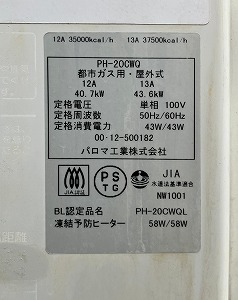 12A 35000kcal/h 13A 37500kcal/h
PH-20CWQ
都市ガス用・屋外式
12A 13A
40.7kW 43.6kW
定格電圧 単相 100V
定格周波数 50Hz/60Hz
定格消費電力 43W/43W
00-12-500182
パロマ工業株式会社
PS
TG
JIA
水道法基準適合
NW1001
BL認定品名 PH-20CWQL
凍結予防ヒーター 58W/58W